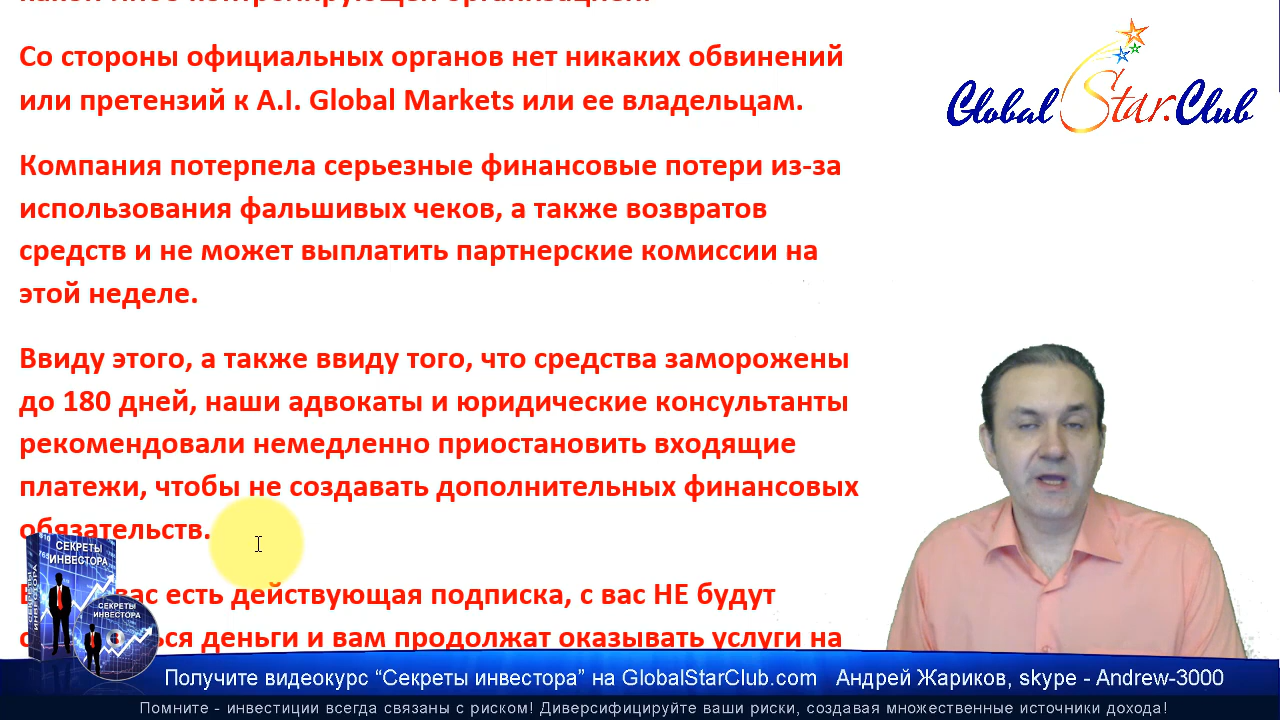 Со стороны официальных органов нет никаких обвинений
или претензий к A.I. Global Markets или ее владельцам.
Компания потерпела серьезные финансовые потери из-за
использования фальшивых чеков, а также возвратов
средств и не может выплатить партнерские комиссии на
этой неделе.
Ввиду этого, а также ввиду того, что средства заморожены
до 180 дней, наши адвокаты и юридические консультанты
рекомендовали немедленно приостановить входящие
платежи, чтобы не создавать дополнительных финансовых
обязательств.
вас есть действующая подписка, с вас НЕ будут
деньги и вам продолжат оказывать услуги на
Global Star.Club
СЕКРЕТЫ
ИНВЕСТОРА
СЕКРЕТЫ
ИНВЕСТОРА
СЕКРЕТЫ
ИНВЕСТОРА
Получите видеокурс “Секреты инвестора” на GlobalStarClub.com Андрей Жариков, skype - Andrew-3000
Помните - инвестиции всегда связаны с риском! Диверсифицируйте ваши риски, создавая множественные источники дохода!